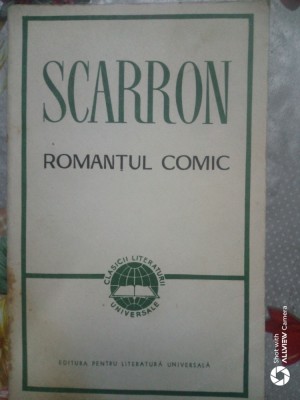 SCARRON
ROMANȚUL COMIC
CLASICII LITERATURII
UNIVERSALE
EDITURA PENTRU LITERATURĂ UNIVERSALĂ
Shot with
ALLVIEW Camera